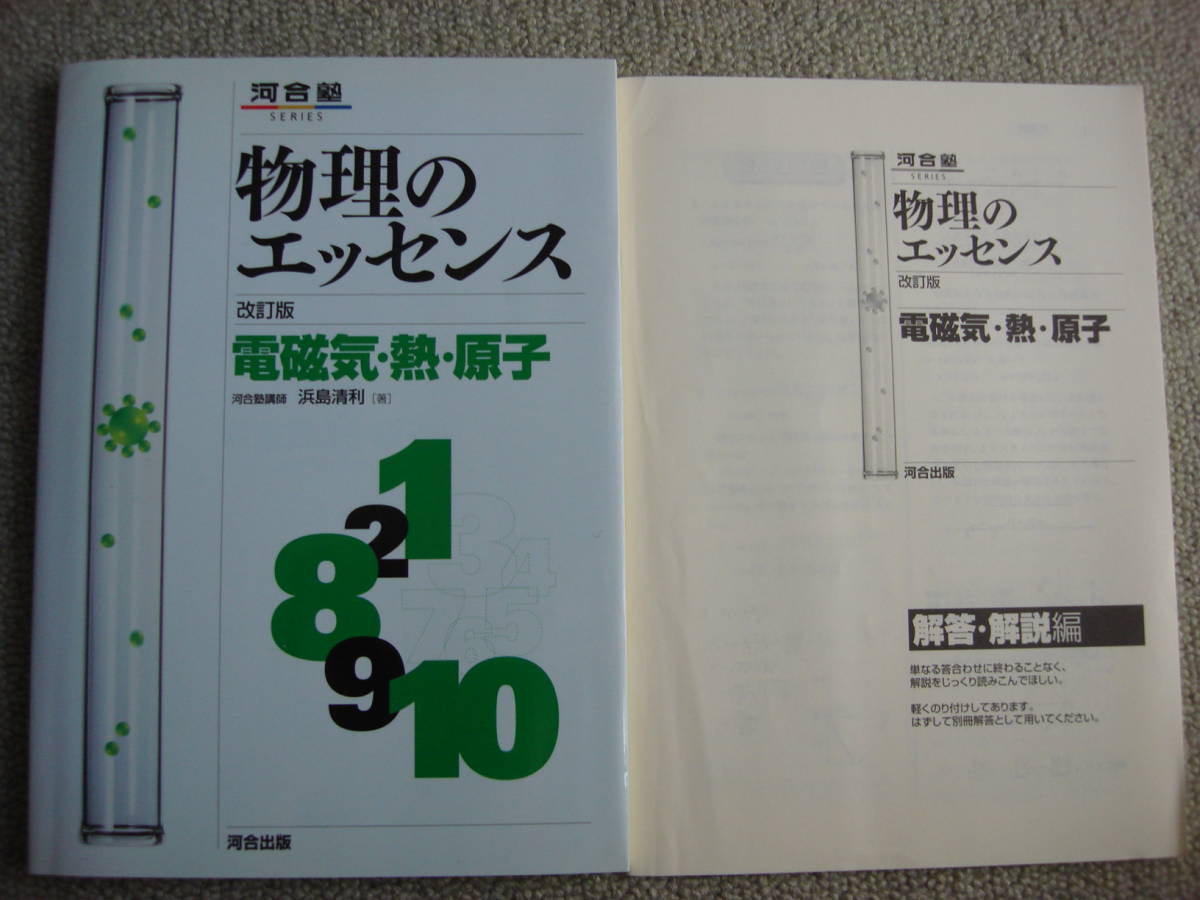 河合塾
SERIES
物理の
エッセンス
改訂版
電磁気・熱・原子
河合塾講師 浜島清利[著]
1
2
3
4
8
7
5
6
9
10
河合出版
河合塾
SERIES
物理の
エッセンス
改訂版
電磁気・熱・原子
河合出版
解答・解説編
単なる答合わせに終わることなく、
解説をじっくり読みこんでほしい。
軽くのり付けしてあります。
はずして別冊解答として用いてください。